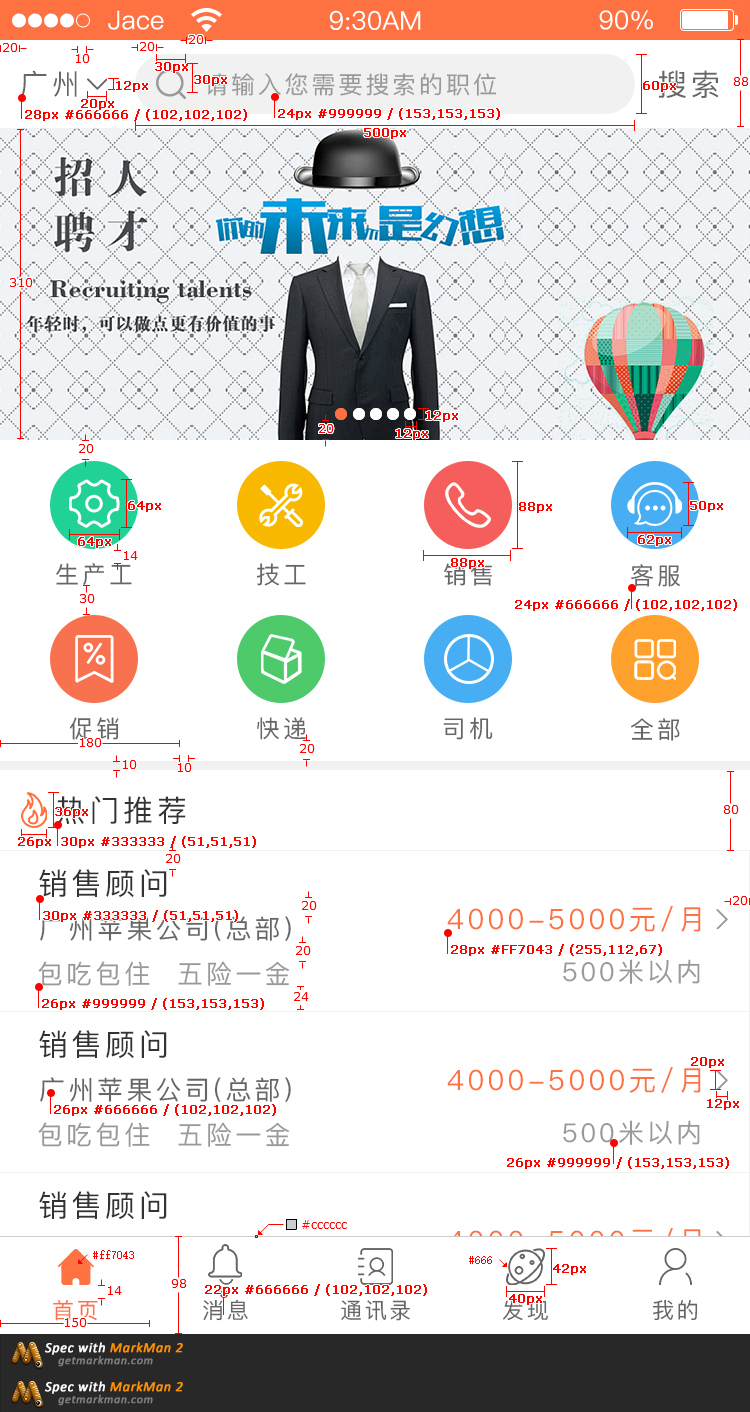 Jace 9:30AM 90%
20 20 20
10
30px 30px
广州 请输入您需要搜索的职位 搜索
12px 60px 88
20px
28px #666666 / (102,102,102) 24px #999999 / (153,153,153)
500px
招人
聘才
你的未来是幻想
310
Recruiting talents
年轻时，可以做点更有价值的事
12px
20 12px
20
64px 88px 50px
64px 62px
14 88px
生产工 技工 销售 客服
30 24px #666666 / (102,102,102)
促销 快递 司机 全部
180 20
10 10
热门推荐
36px 80
26px 30px #333333 / (51,51,51)
20
销售顾问
30px #333333 / (51,51,51) 20 4000-5000元/月 20
广州苹果公司(总部)
20 28px #FF7043 / (255,112,67)
包吃包住 五险一金 500米以内
26px #999999 / (153,153,153) 24
销售顾问
20px
广州苹果公司(总部) 4000-5000元/月
26px #666666 / (102,102,102) 12px
包吃包住 五险一金 500米以内
26px #999999 / (153,153,153)
销售顾问
#cccccc
4000-5000元/月
#ff7043 #666 42px
14 98 22px #666666 / (102,102,102) 40px
首页 消息 通讯录 发现 我的
150
Spec with MarkMan 2
getmarkman.com
Spec with MarkMan 2
getmarkman.com